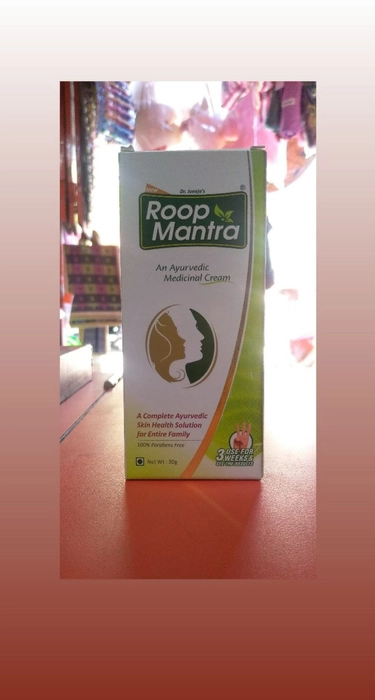 Dr. Juneja's
Roop
Mantra
®
An Ayurvedic
Medicinal Cream
A Complete Ayurvedic
Skin Health Solution
for Entire Family
100% Parabens Free
Net Wt.: 30g
3 USE FOR
WEEKS &